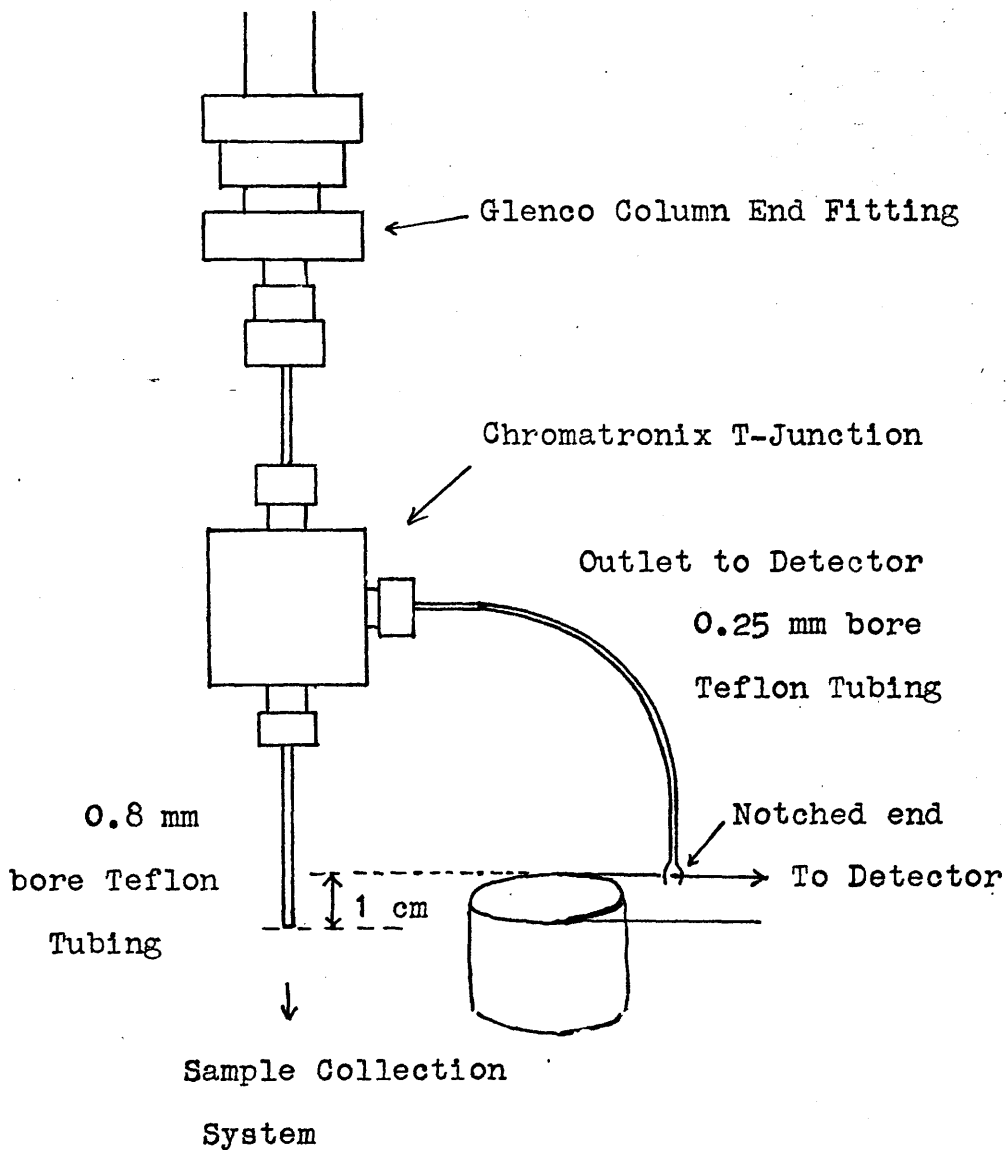 Glenco Column End Fitting
Chromatronix T-Junction
Outlet to Detector
0.25 mm bore
Teflon Tubing
0.8 mm
bore Teflon
Tubing
1 cm
Notched end
To Detector
Sample Collection
System